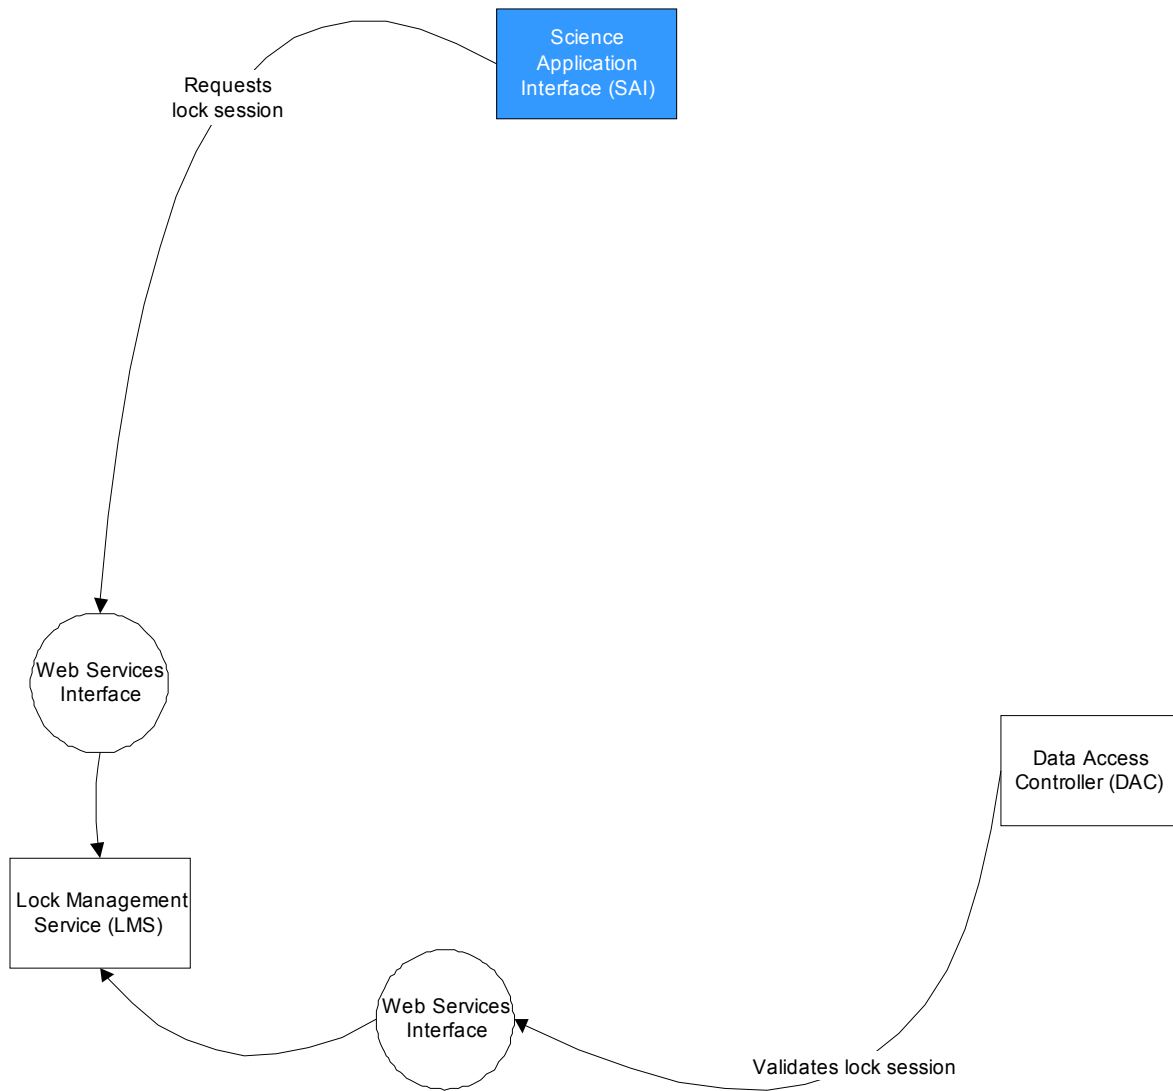 Science
Application
Interface (SAI)
Requests
lock session
Web Services
Interface
Data Access
Controller (DAC)
Lock Management
Service (LMS)
Web Services
Interface
Validates lock session